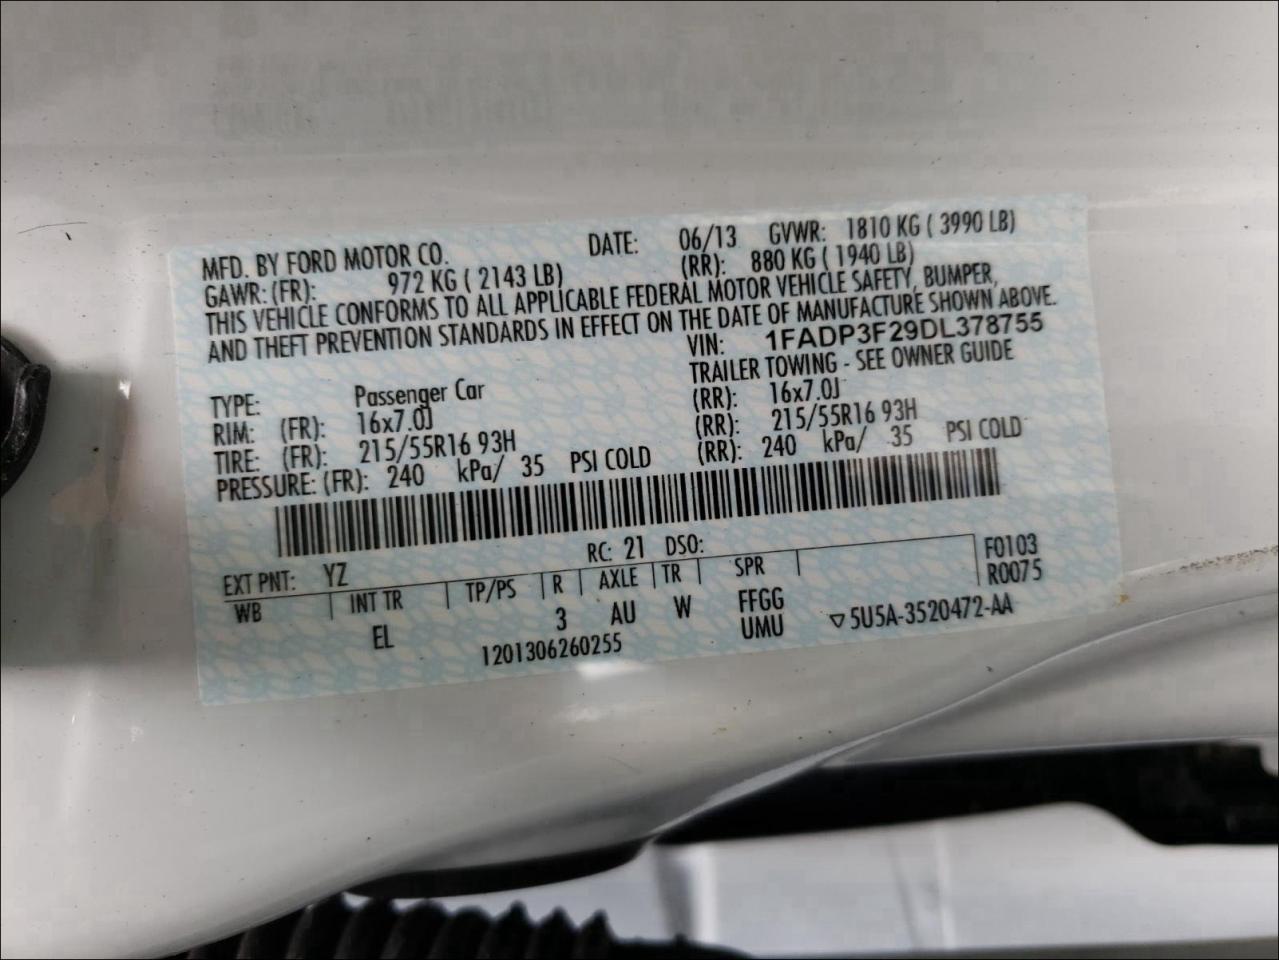 MFD. BY FORD MOTOR CO. DATE: 06/13 GVWR: 1810 KG ( 3990 LB)
GAWR: (FR): 972 KG ( 2143 LB) (RR): 880 KG ( 1940 LB)
THIS VEHICLE CONFORMS TO ALL APPLICABLE FEDERAL MOTOR VEHICLE SAFETY, BUMPER,
AND THEFT PREVENTION STANDARDS IN EFFECT ON THE DATE OF MANUFACTURE SHOWN ABOVE.
VIN: 1FADP3F29DL378755
TRAILER TOWING - SEE OWNER GUIDE
TYPE: Passenger Car
RIM: (FR): 16x7.0J (RR): 16x7.0J
TIRE: (FR): 215/55R16 93H (RR): 215/55R16 93H
PRESSURE: (FR): 240 kPa/ 35 PSI COLD (RR): 240 kPa/ 35 PSI COLD
RC: 21 DSO:
EXT PNT: YZ F0103
WB INT TR TP/PS R AXLE TR SPR R0075
EL 3 AU W FFGG
UMU ▽5U5A-3520472-AA
1201306260255